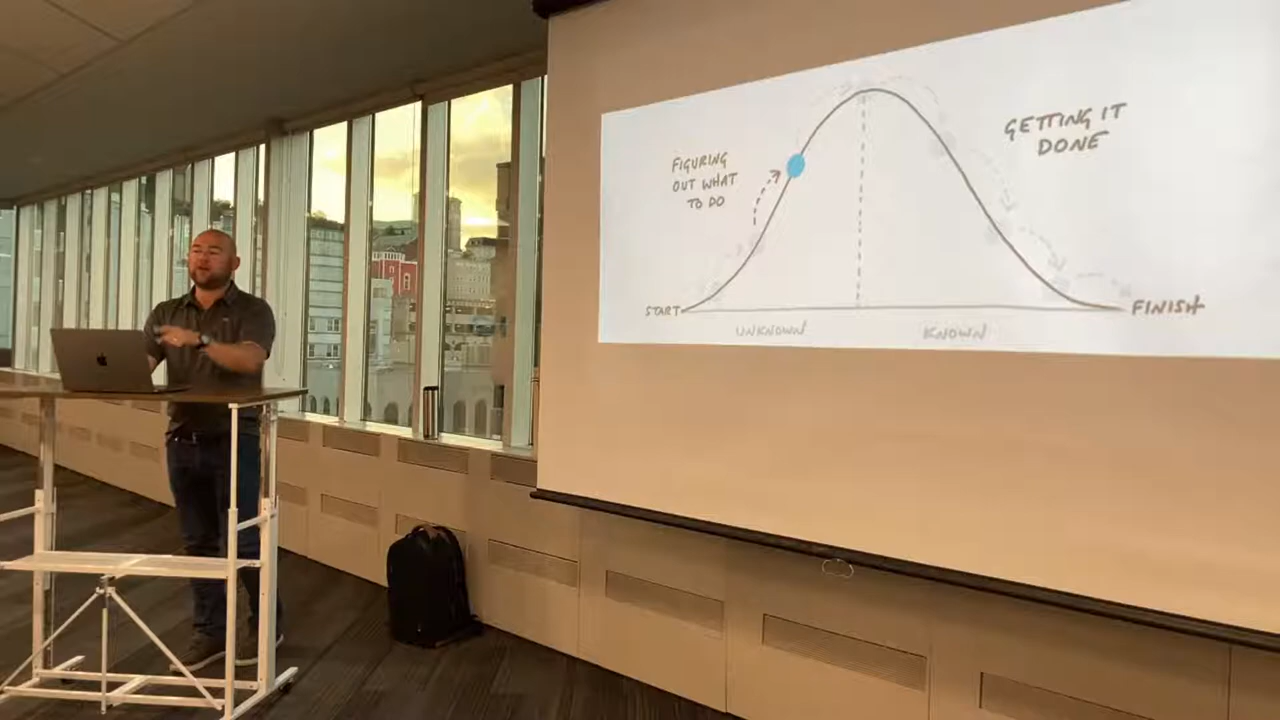 FIGURING
OUT WHAT
TO DO
GETTING IT
DONE
START
FINISH
UNKNOWN
KNOWN